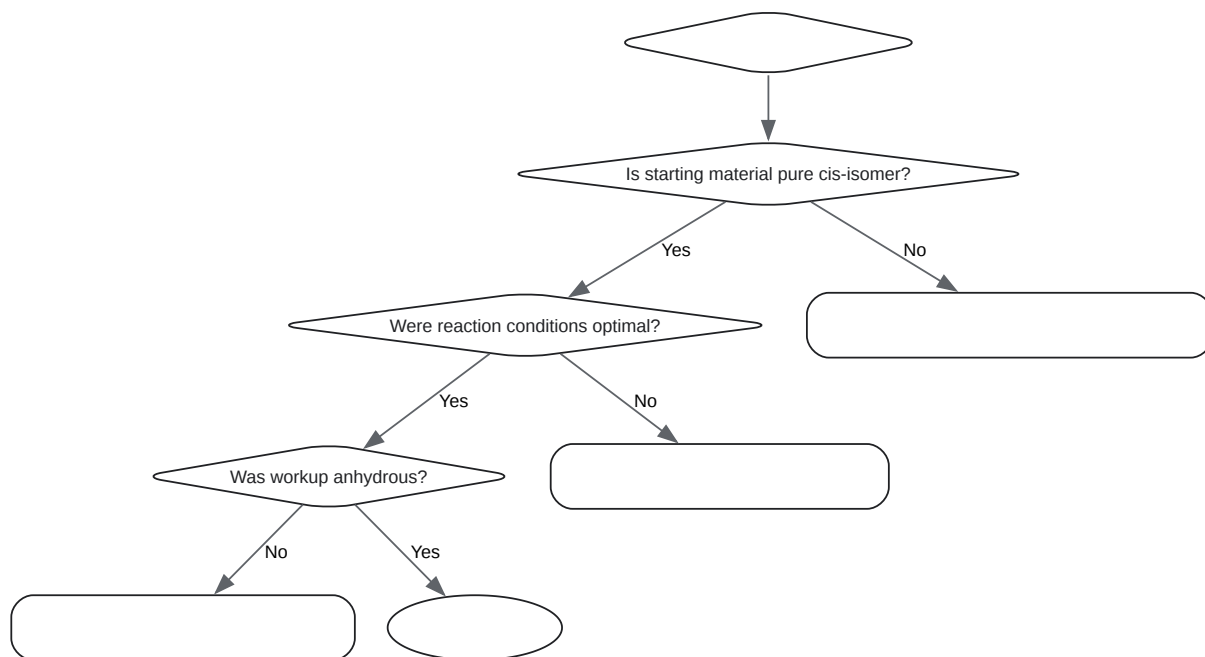 Is starting material pure cis-isomer?
Yes
No
Were reaction conditions optimal?
Yes
No
Was workup anhydrous?
No
Yes